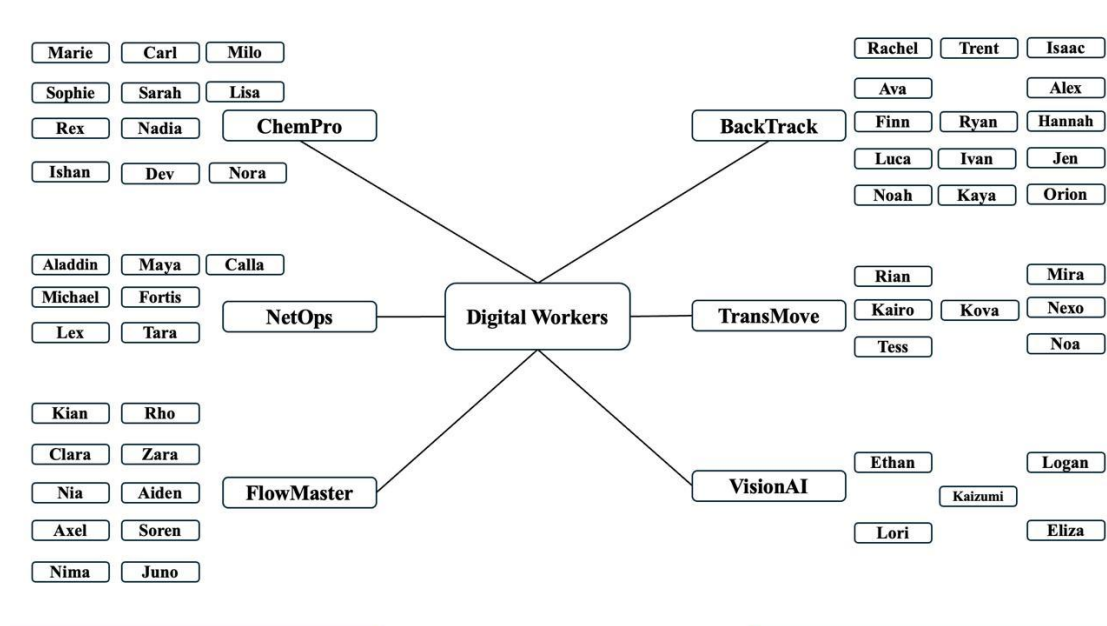 Marie Carl Milo
Sophie Sarah Lisa
Rex Nadia
ChemPro
Ishan Dev Nora
Rachel Trent Isaac
Ava Alex
BackTrack
Finn Ryan Hannah
Luca Ivan Jen
Noah Kaya Orion
Aladdin Maya Calla
Michael Fortis
NetOps
Lex Tara
Digital Workers
Rian Mira
TransMove
Kairo Kova Nexo
Tess Noa
Kian Rho
Clara Zara
Nia Aiden
FlowMaster
Axel Soren
Nima Juno
Ethan Logan
VisionAI
Kaizumi
Lori Eliza